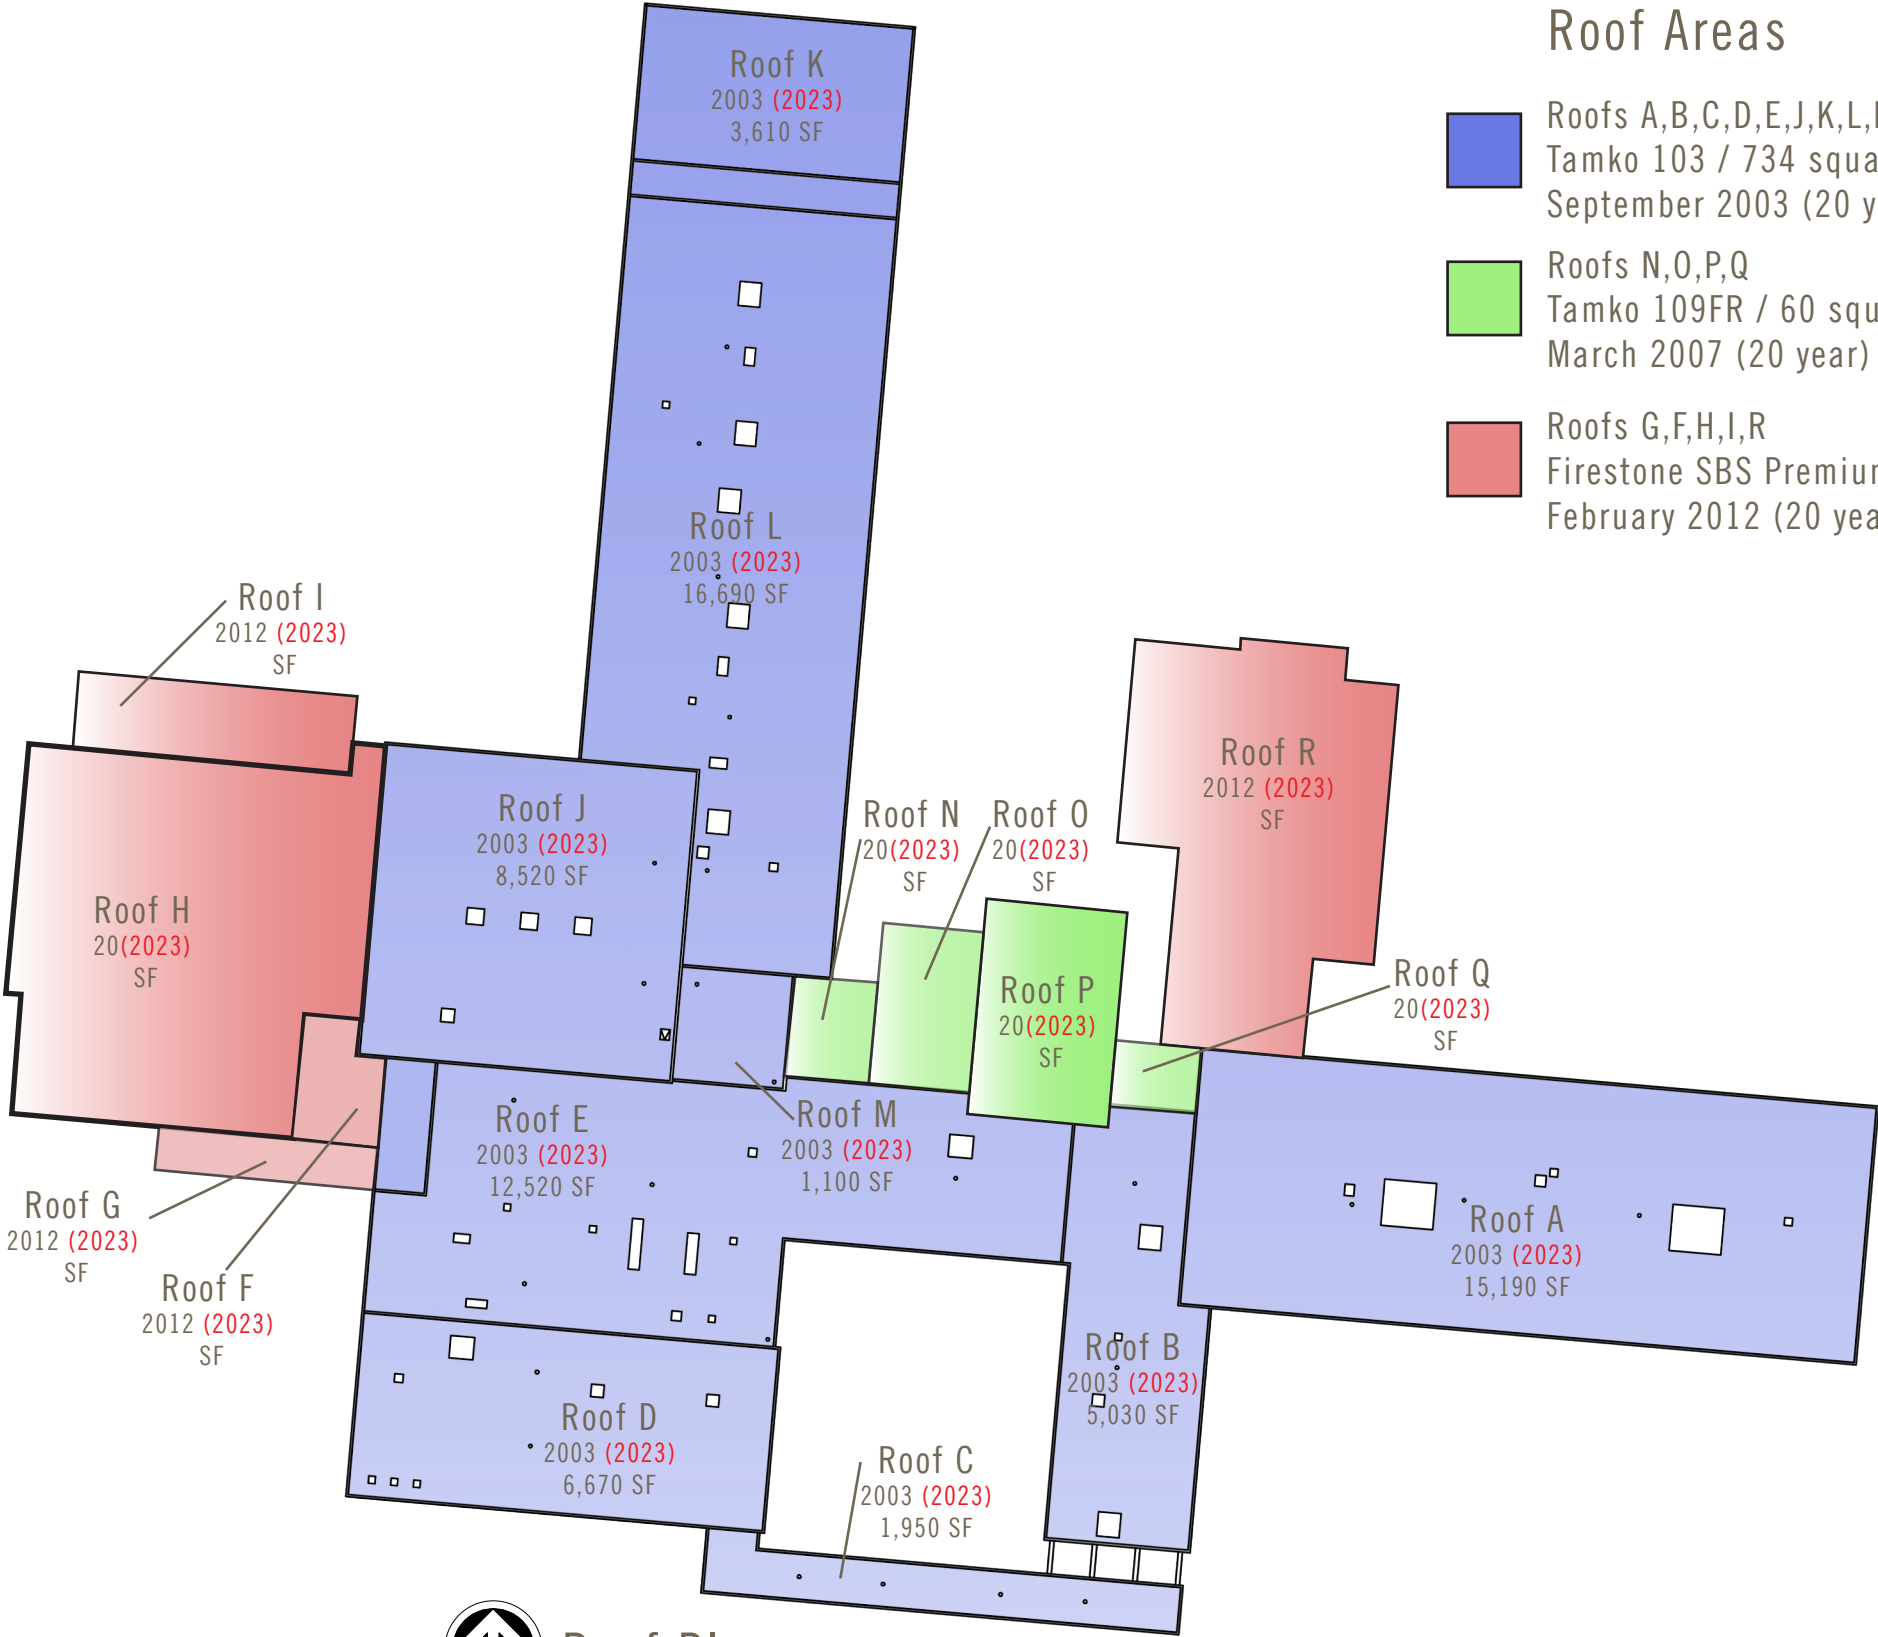 Roof Areas
Roofs A,B,C,D,E,J,K,L,
Tamko 103 / 734
September 2003 (20
Roofs N,O,P,Q
Tamko 109FR / 60
March 2007 (20 year)
Roofs G,F,H,I,R
Firestone SBS
February 2012 (20
Roof K
2003 (2023)
3,610 SF
Roof L
2003 (2023)
16,690 SF
Roof I
2012 (2023)
SF
Roof R
2012 (2023)
SF
Roof J
2003 (2023)
8,520 SF
Roof N
20(2023)
SF
Roof O
20(2023)
SF
Roof H
20(2023)
SF
Roof P
20(2023)
SF
Roof Q
20(2023)
SF
Roof E
2003 (2023)
12,520 SF
Roof M
2003 (2023)
1,100 SF
Roof G
2012 (2023)
SF
Roof F
2012 (2023)
SF
Roof A
2003 (2023)
15,190 SF
Roof B
2003 (2023)
5,030 SF
Roof D
2003 (2023)
6,670 SF
Roof C
2003 (2023)
1,950 SF